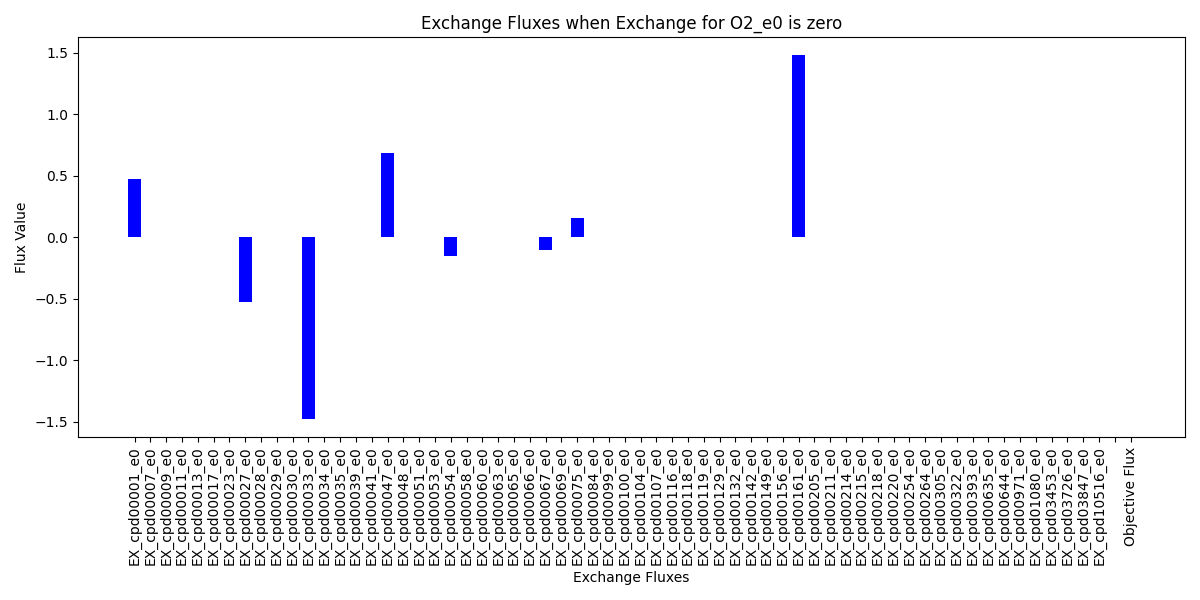 Exchange Fluxes when Exchange for O2_e0 is zero
Flux Value
1.5
1.0
0.5
0.0
−0.5
−1.0
−1.5
EX_cpd00001_e0
EX_cpd00007_e0
EX_cpd00009_e0
EX_cpd00011_e0
EX_cpd00013_e0
EX_cpd00017_e0
EX_cpd00023_e0
EX_cpd00027_e0
EX_cpd00028_e0
EX_cpd00029_e0
EX_cpd00030_e0
EX_cpd00033_e0
EX_cpd00034_e0
EX_cpd00035_e0
EX_cpd00039_e0
EX_cpd00041_e0
EX_cpd00047_e0
EX_cpd00048_e0
EX_cpd00051_e0
EX_cpd00053_e0
EX_cpd00054_e0
EX_cpd00058_e0
EX_cpd00060_e0
EX_cpd00063_e0
EX_cpd00065_e0
EX_cpd00066_e0
EX_cpd00067_e0
EX_cpd00069_e0
EX_cpd00075_e0
EX_cpd00084_e0
EX_cpd00099_e0
EX_cpd00100_e0
EX_cpd00104_e0
EX_cpd00107_e0
EX_cpd00116_e0
EX_cpd00118_e0
EX_cpd00119_e0
EX_cpd00129_e0
EX_cpd00132_e0
EX_cpd00142_e0
EX_cpd00149_e0
EX_cpd00156_e0
EX_cpd00161_e0
EX_cpd00205_e0
EX_cpd00211_e0
EX_cpd00214_e0
EX_cpd00215_e0
EX_cpd00218_e0
EX_cpd00220_e0
EX_cpd00254_e0
EX_cpd00264_e0
EX_cpd00305_e0
EX_cpd00322_e0
EX_cpd00393_e0
EX_cpd00635_e0
EX_cpd00644_e0
EX_cpd00971_e0
EX_cpd01080_e0
EX_cpd03453_e0
EX_cpd03726_e0
EX_cpd03847_e0
EX_cpd10516_e0
Objective Flux
Exchange Fluxes